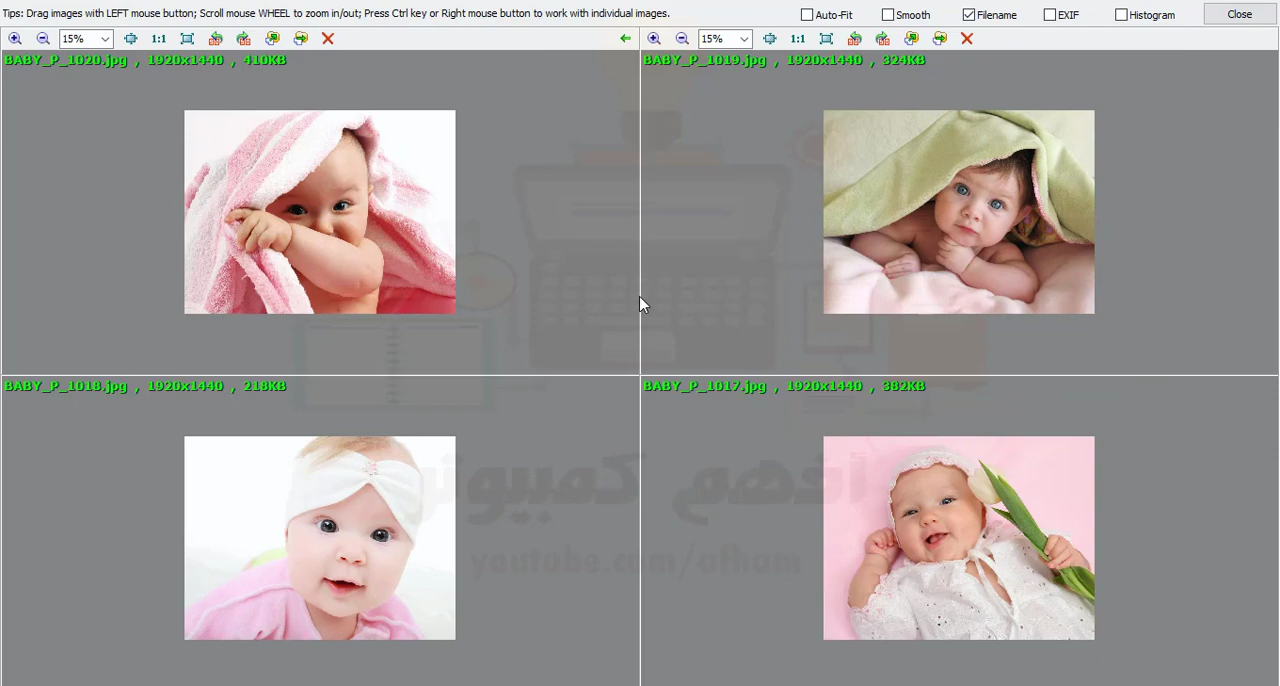 Tips: Drag images with LEFT mouse button; Scroll mouse WHEEL to zoom in/out; Press Ctrl key or Right mouse button to work with individual images.
Auto-Fit Smooth Filename EXIF Histogram Close
15% 1:1 15% 1:1
BABY_P_1020.jpg , 1920x1440 , 410KB
BABY_P_1019.jpg , 1920x1440 , 324KB
BABY_P_1018.jpg , 1920x1440 , 218KB
BABY_P_1017.jpg , 1920x1440 , 382KB
افهم كمبيوتر
youtube.com/afham